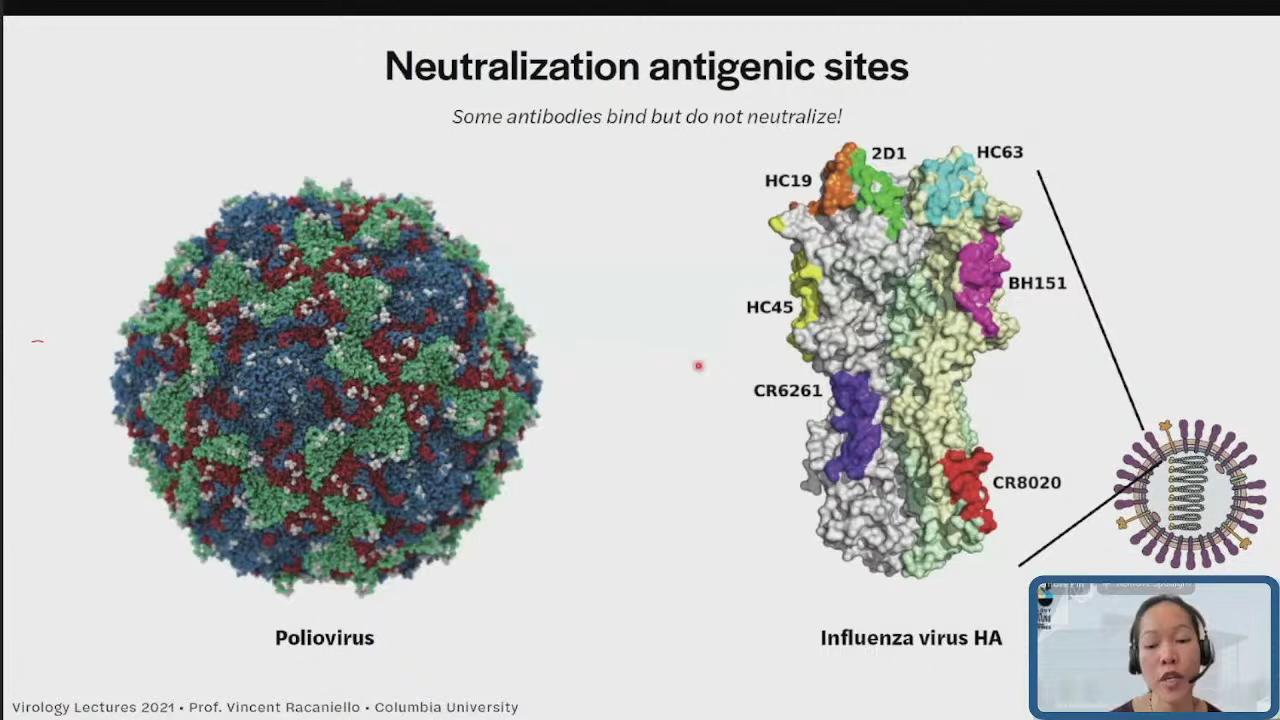 Neutralization antigenic sites
Some antibodies bind but do not neutralize!
2D1
HC63
HC19
BH151
HC45
CR6261
CR8020
Poliovirus
Influenza virus HA
Virology Lectures 2021 • Prof. Vincent Racaniello • Columbia University